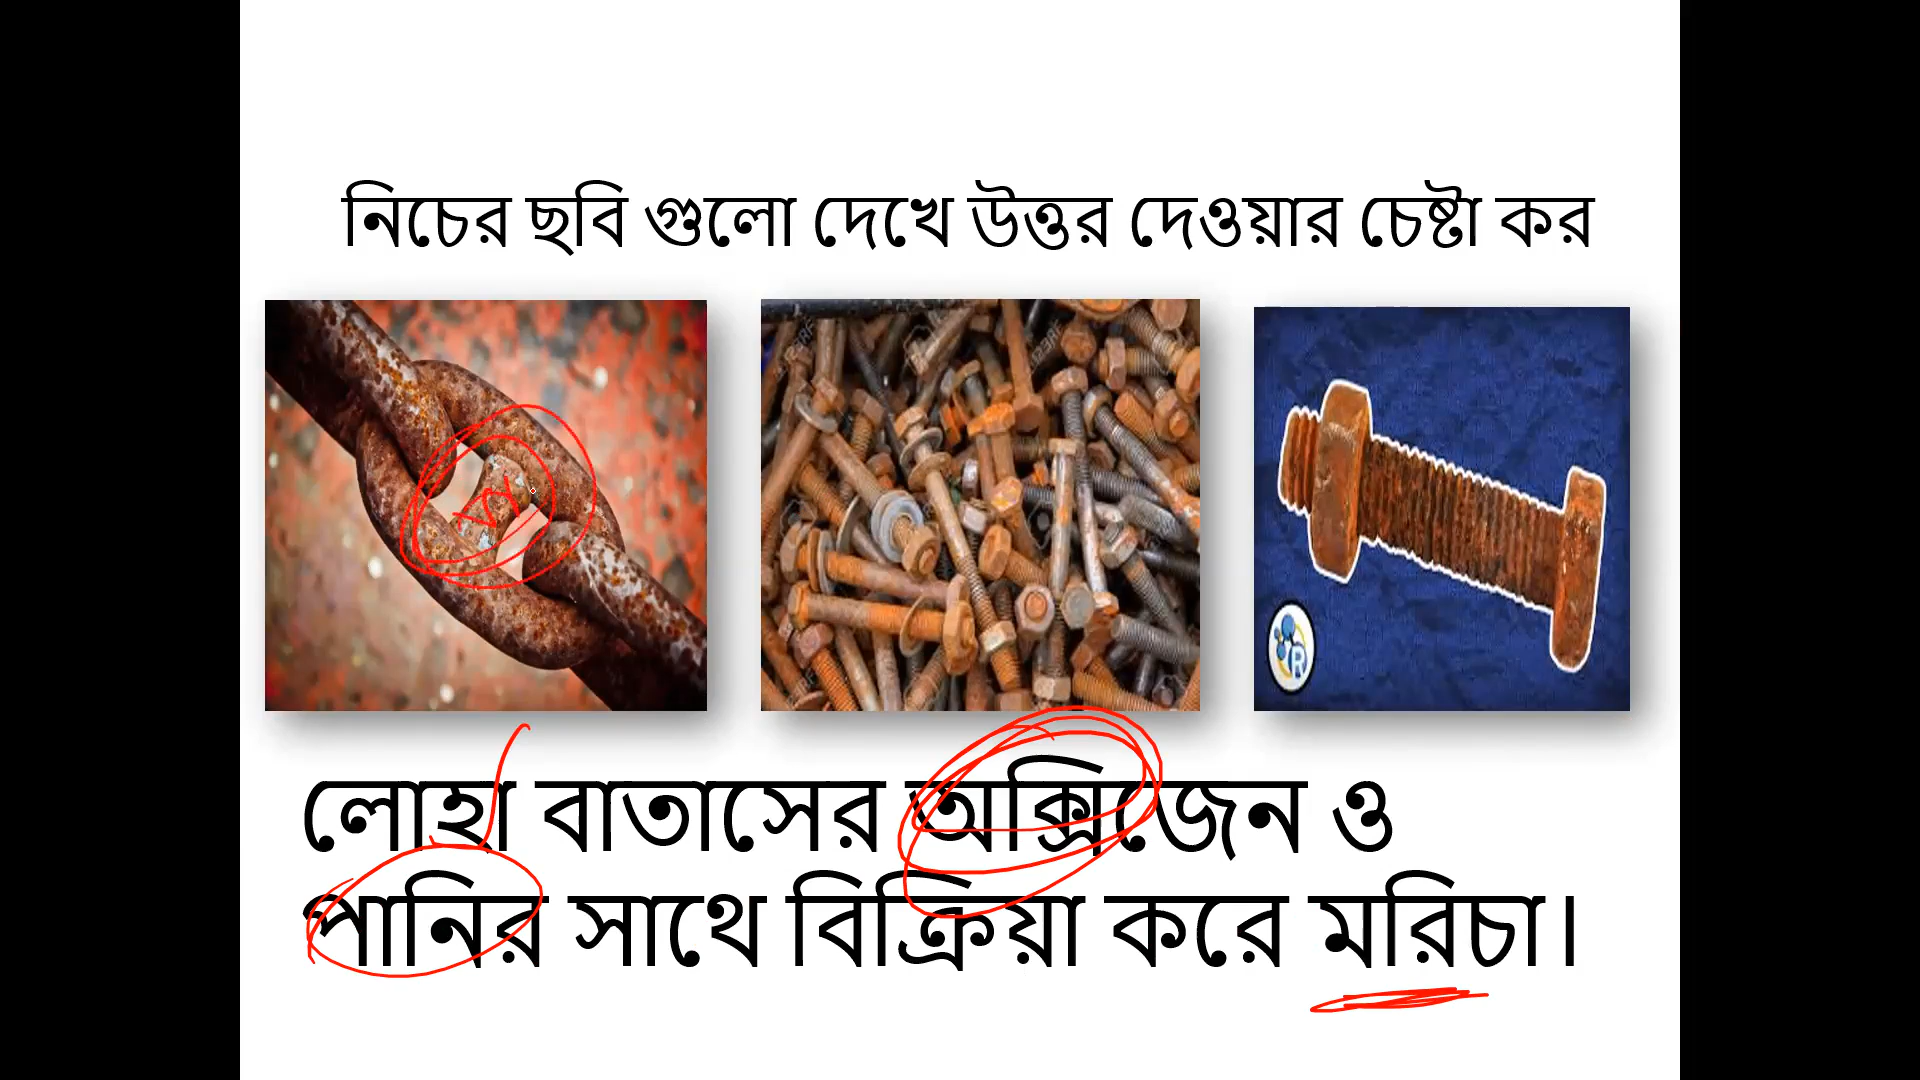 নিচের ছবি গুলো দেখে উত্তর দেওয়ার চেষ্টা কর
লোহা বাতাসের অক্সিজেন ও
পানির সাথে বিক্রিয়া করে মরিচা।